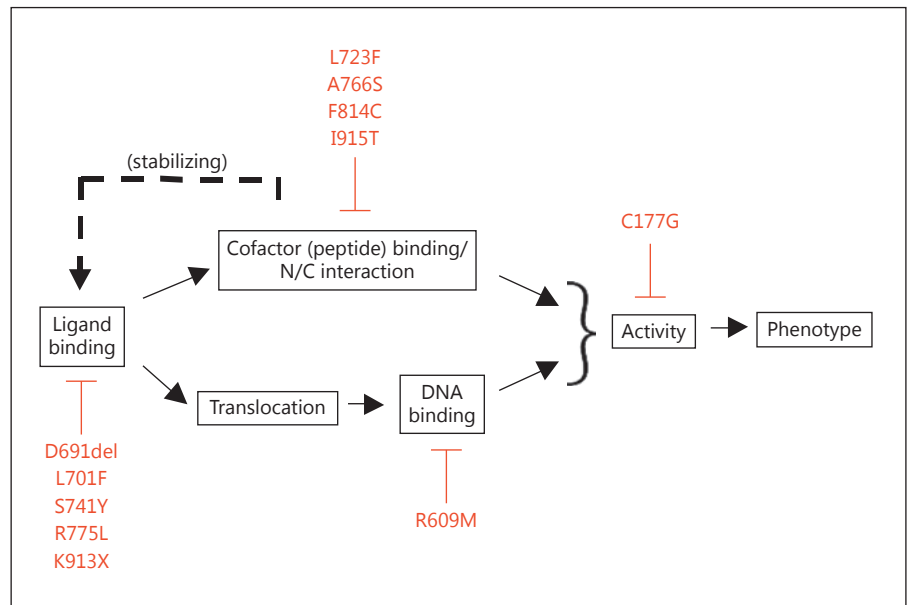 L723F
A766S
F814C
I915T
(stabilizing)
C177G
Cofactor (peptide) binding/
N/C interaction
Ligand
binding
Activity
Phenotype
Translocation
DNA
binding
D691del
L701F
S741Y
R775L
K913X
R609M